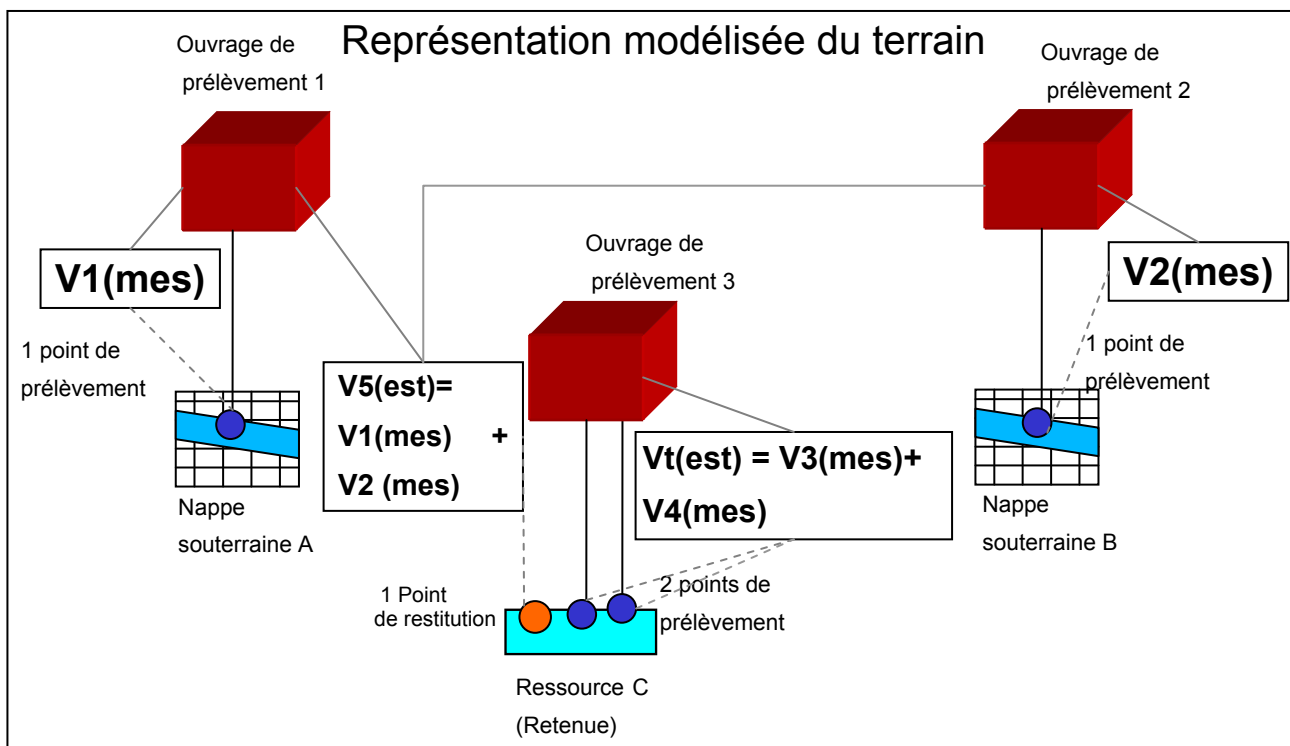 Représentation modélisée du terrain
Ouvrage de
prélèvement 1
Ouvrage de
prélèvement 2
V1(mes)
Ouvrage de
prélèvement 3
V2(mes)
1 point de
prélèvement
V5(est)=
V1(mes) +
V2 (mes)
Vt(est) = V3(mes)+
V4(mes)
1 point de
prélèvement
Nappe
souterraine A
Nappe
souterraine B
1 Point
de restitution
2 points de
prélèvement
Ressource C
(Retenue)